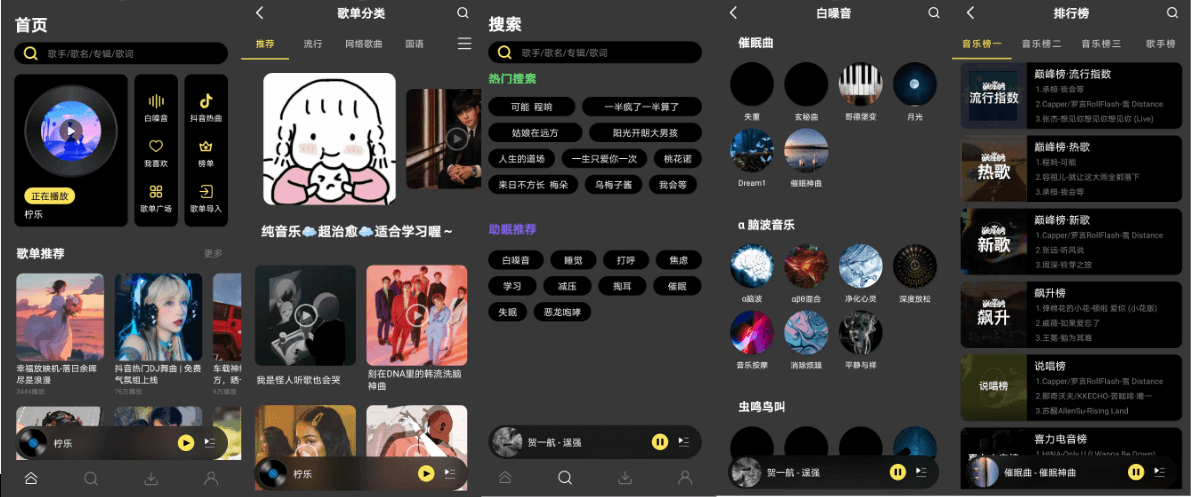 首页
歌手/歌名/专辑/歌词
正在播放
柠乐
白噪音
抖音热曲
我喜欢
榜单
歌单广场
歌单导入
歌单推荐
更多
幸福放映机·落日余晖
尽是浪漫
3444播放
抖音热门DJ舞曲 | 免费
气氛组上线
76万播放
车载神
方，晒
6万播放
柠乐
歌单分类
推荐
流行
网络歌曲
国语
纯音乐☁️超治愈☁️适合学习喔～
我是怪人听歌也会哭
刻在DNA里的韩流洗脑
神曲
柠乐
搜索
歌手/歌名/专辑/歌词
热门搜索
可能 程响
一半疯了一半算了
姑娘在远方
阳光开朗大男孩
人生的道场
一生只爱你一次
桃花诺
来日不方长 梅朵
乌梅子酱
我会等
助眠推荐
白噪音
睡觉
打呼
焦虑
学习
减压
掏耳
催眠
失眠
恶龙咆哮
贺一航 - 逞强
白噪音
催眠曲
失重
玄秘曲
哥德堡变
月光
Dream1
催眠神曲
α 脑波音乐
α脑波
αβθ混合
净化心灵
深度放松
音乐按摩
消除烦躁
平静与祥
虫鸣鸟叫
贺一航 - 逞强
排行榜
音乐榜一
音乐榜二
音乐榜三
歌手榜
巅峰榜
流行指数
巅峰榜·流行指数
1.承桓-我会等
2.Capper/罗言RollFlash-雪 Distance
3.张杰-想见你想见你想见你 (Live)
巅峰榜
热歌
巅峰榜·热歌
1.程响-可能
2.容祖儿-就让这大雨全都落下
3.承桓-我会等
巅峰榜
新歌
巅峰榜·新歌
1.Capper/罗言RollFlash-雪 Distance
2.张远-听风说
3.周深-铃芽之旅
巅峰榜
飙升
飙升榜
1.弹棉花的小花-顿啦 爱你 (小花版)
2.戚薇-如果爱忘了
3.王冕-勉为其难
说唱榜
说唱榜
1.Capper/罗言RollFlash-雪 Distance
2.郎奇沃夫/KKECHO-苦咖啡·唯一
3.苏醒AllenSu-Rising Land
喜力电音榜
1.HINA-Only U (I Wanna Be Down)
催眠曲 - 催眠神曲